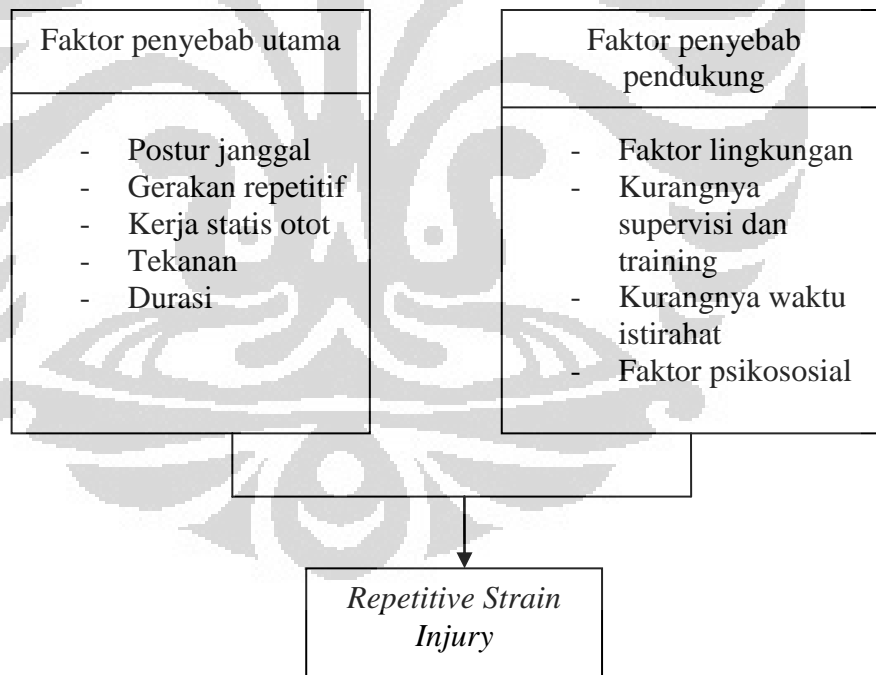 Faktor penyebab utama
- Postur janggal
- Gerakan repetitif
- Kerja statis otot
- Tekanan
- Durasi
Faktor penyebab
pendukung
- Faktor lingkungan
- Kurangnya
supervisi dan
training
- Kurangnya waktu
istirahat
- Faktor psikososial
Repetitive Strain
Injury